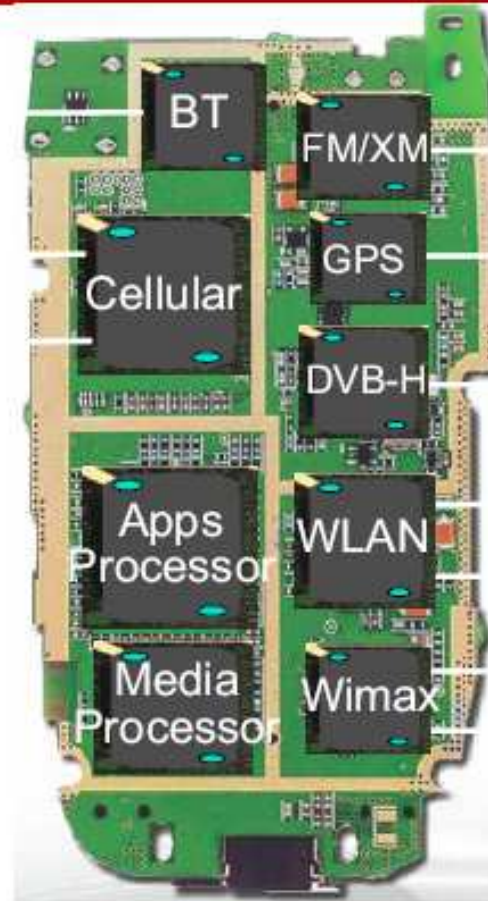 BT
FM/XM
GPS
Cellular
DVB-H
Apps
Processor
WLAN
Media
Processor
Wimax